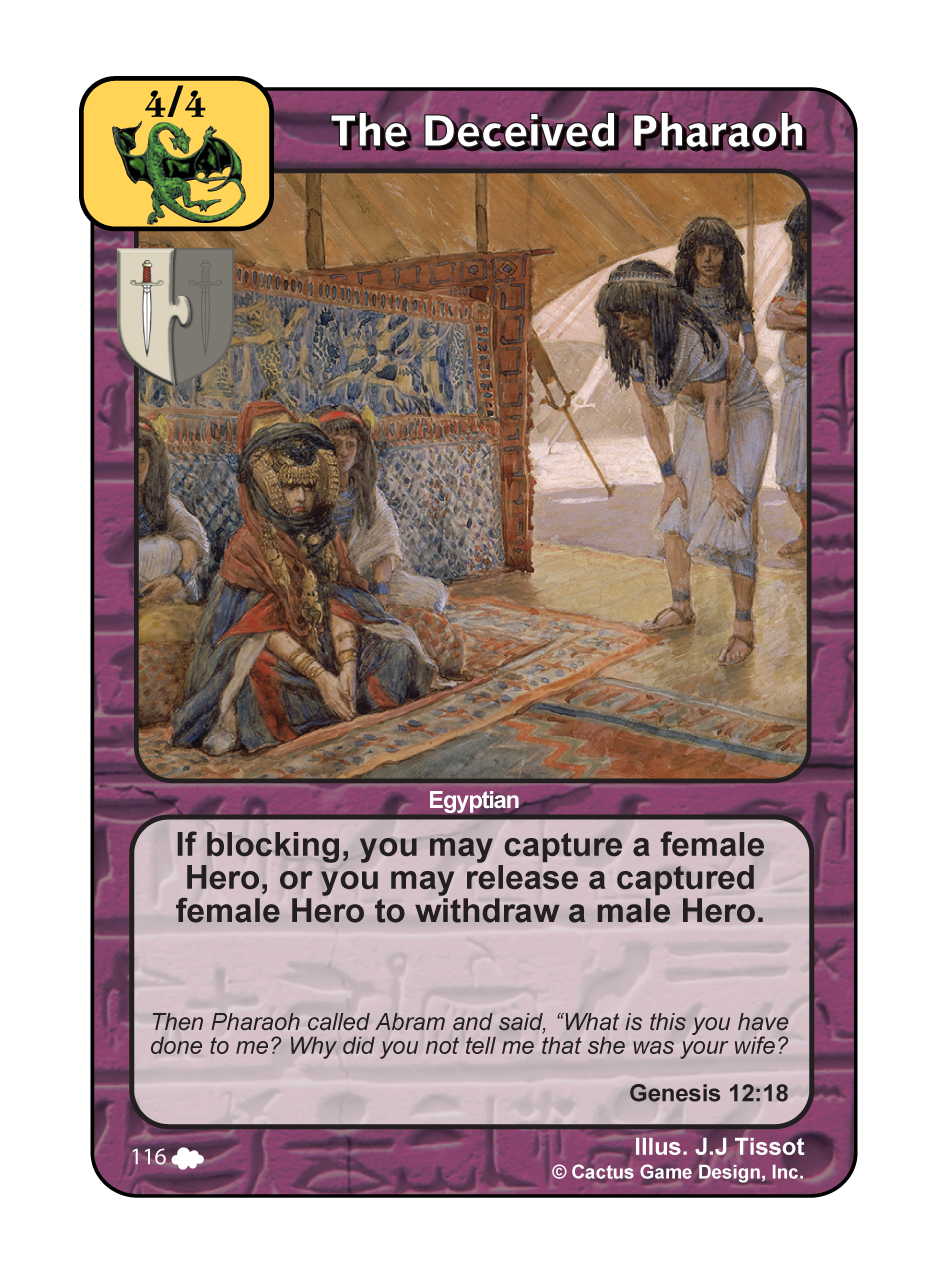 4/4
The Deceived Pharaoh
Egyptian
If blocking, you may capture a female
Hero, or you may release a captured
female Hero to withdraw a male Hero.
Then Pharaoh called Abram and said, “What is this you have
done to me? Why did you not tell me that she was your wife?
Genesis 12:18
116
Illus. J.J Tissot
© Cactus Game Design, Inc.